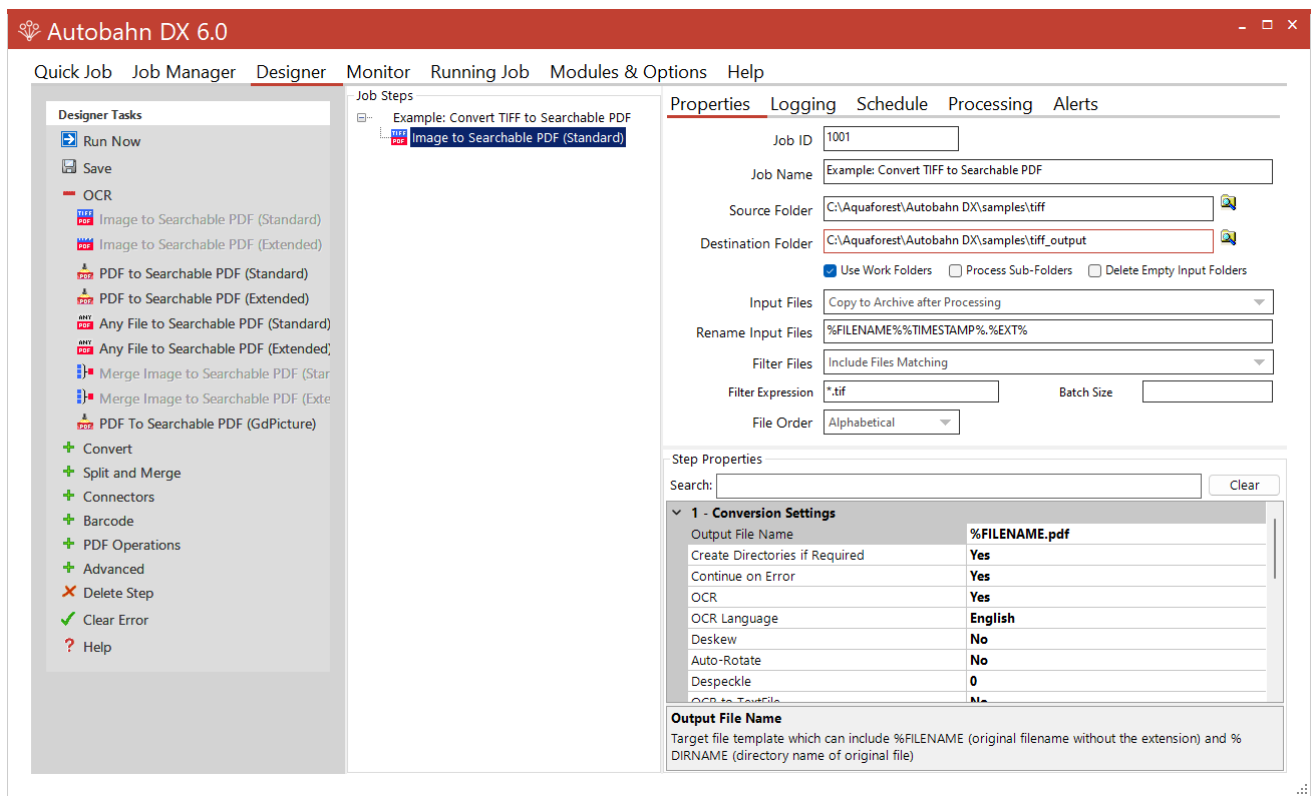 Autobahn DX 6.0
Quick Job Job Manager Designer Monitor Running Job Modules & Options Help
Designer Tasks
Run Now
Save
OCR
Image to Searchable PDF (Standard)
Image to Searchable PDF (Extended)
PDF to Searchable PDF (Standard)
PDF to Searchable PDF (Extended)
Any File to Searchable PDF (Standard)
Any File to Searchable PDF (Extended)
Merge Image to Searchable PDF (Star
Merge Image to Searchable PDF (Exte
PDF To Searchable PDF (GdPicture)
Convert
Split and Merge
Connectors
Barcode
PDF Operations
Advanced
Delete Step
Clear Error
Help
Job Steps
Example: Convert TIFF to Searchable PDF
Image to Searchable PDF (Standard)
Properties Logging Schedule Processing Alerts
Job ID 1001
Job Name Example: Convert TIFF to Searchable PDF
Source Folder C:\Aquaforest\Autobahn DX\samples\tiff
Destination Folder C:\Aquaforest\Autobahn DX\samples\tiff_output
Use Work Folders Process Sub-Folders Delete Empty Input Folders
Input Files Copy to Archive after Processing
Rename Input Files %FILENAME%%TIMESTAMP%.%EXT%
Filter Files Include Files Matching
Filter Expression *.tif Batch Size
File Order Alphabetical
Step Properties
Search: Clear
1 - Conversion Settings
Output File Name %FILENAME.pdf
Create Directories if Required Yes
Continue on Error Yes
OCR Yes
OCR Language English
Deskew No
Auto-Rotate No
Despeckle 0
OCR to TextFile No
Output File Name
Target file template which can include %FILENAME (original filename without the extension) and %
DIRNAME (directory name of original file)